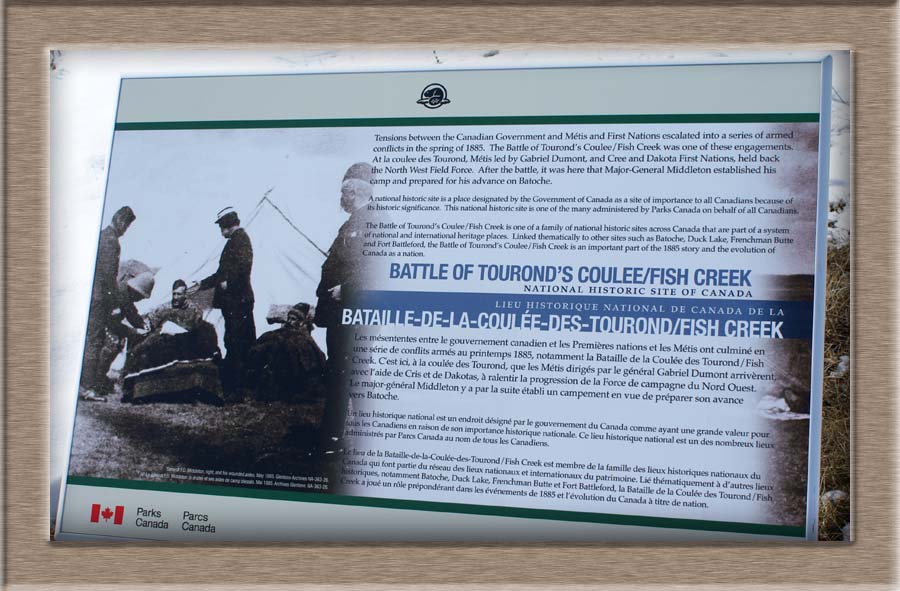 Tensions between the Canadian Government and Métis and First Nations escalated into a series of armed
conflicts in the spring of 1885. The Battle of Tourond's Coulee/Fish Creek was one of these engagements.
At la coulee des Tourond, Métis led by Gabriel Dumont, and Cree and Dakota First Nations, held back
the North West Field Force. After the battle, it was here that Major-General Middleton established his
camp and prepared for his advance on Batoche.
A national historic site is a place designated by the Government of Canada as a site of importance to all Canadians because of
its historic significance. This national historic site is one of the many administered by Parks Canada on behalf of all Canadians.
The Battle of Tourond's Coulee/Fish Creek is one of a family of national historic sites across Canada that are part of a system
of national and international heritage places. Linked thematically to other sites such as Batoche, Duck Lake, Frenchman Butte
and Fort Battleford, the Battle of Tourond's Coulee/Fish Creek is an important part of the 1885 story and the evolution of
Canada as a nation.
BATTLE OF TOUROND'S COULEE/FISH CREEK
NATIONAL HISTORIC SITE OF CANADA
LIEU HISTORIQUE NATIONAL DE CANADA DE LA
BATAILLE-DE-LA-COULÉE-DES-TOUROND/FISH CREEK
Les mésententes entre le gouvernement canadien et les Premières nations et les Métis ont culminé en
une série de conflits armés au printemps 1885, notamment la Bataille de la Coulée des Tourond/Fish
Creek. C'est ici, à la coulée des Tourond, que les Métis dirigés par le général Gabriel Dumont arrivèrent,
avec l'aide de Cris et de Dakotas, à ralentir la progression de la Force de campagne du Nord Ouest.
Le major-général Middleton y a par la suite établi un campement en vue de préparer son avance
vers Batoche.
Un lieu historique national est un endroit désigné par le gouvernement du Canada comme ayant une grande valeur pour
tous les Canadiens en raison de son importance historique nationale. Ce lieu historique national est un des nombreux lieux
administrés par Parcs Canada au nom de tous les Canadiens.
Le lieu de la Bataille-de-la-Coulée-des-Tourond/Fish Creek est membre de la famille des lieux historiques nationaux du
Canada qui font partie du réseau des lieux nationaux et internationaux du patrimoine. Lié thématiquement à d'autres lieux
historiques, notamment Batoche, Duck Lake, Frenchman Butte et Fort Battleford, la Bataille de la Coulée des Tourond/Fish
Creek a joué un rôle prépondérant dans les événements de 1885 et l'évolution du Canada à titre de nation.
General F.D. Middleton, right, and his wounded aides. May 1885. Glenbow Archives NA-363-26.
Parks
Canada
Parcs
Canada